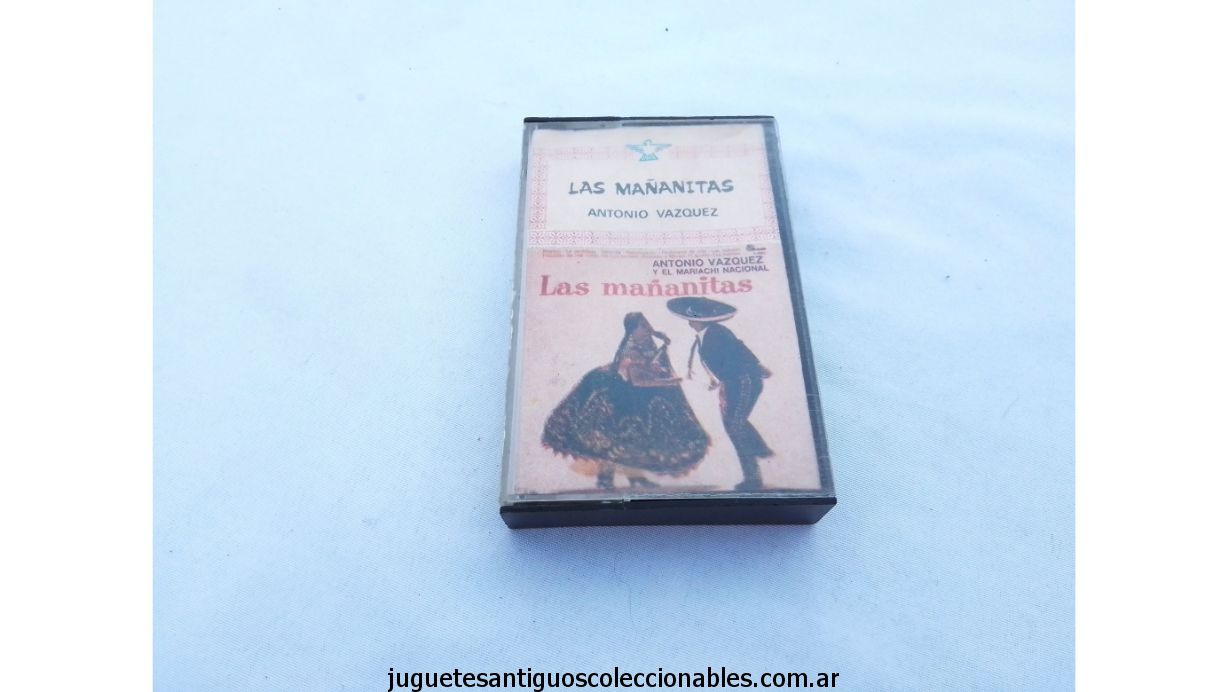 LAS MAÑANITAS
ANTONIO VAZQUEZ
ANTONIO VAZQUEZ
Y EL MARIACHI NACIONAL
Las mañanitas
juguetesantiguoscoleccionables.com.ar